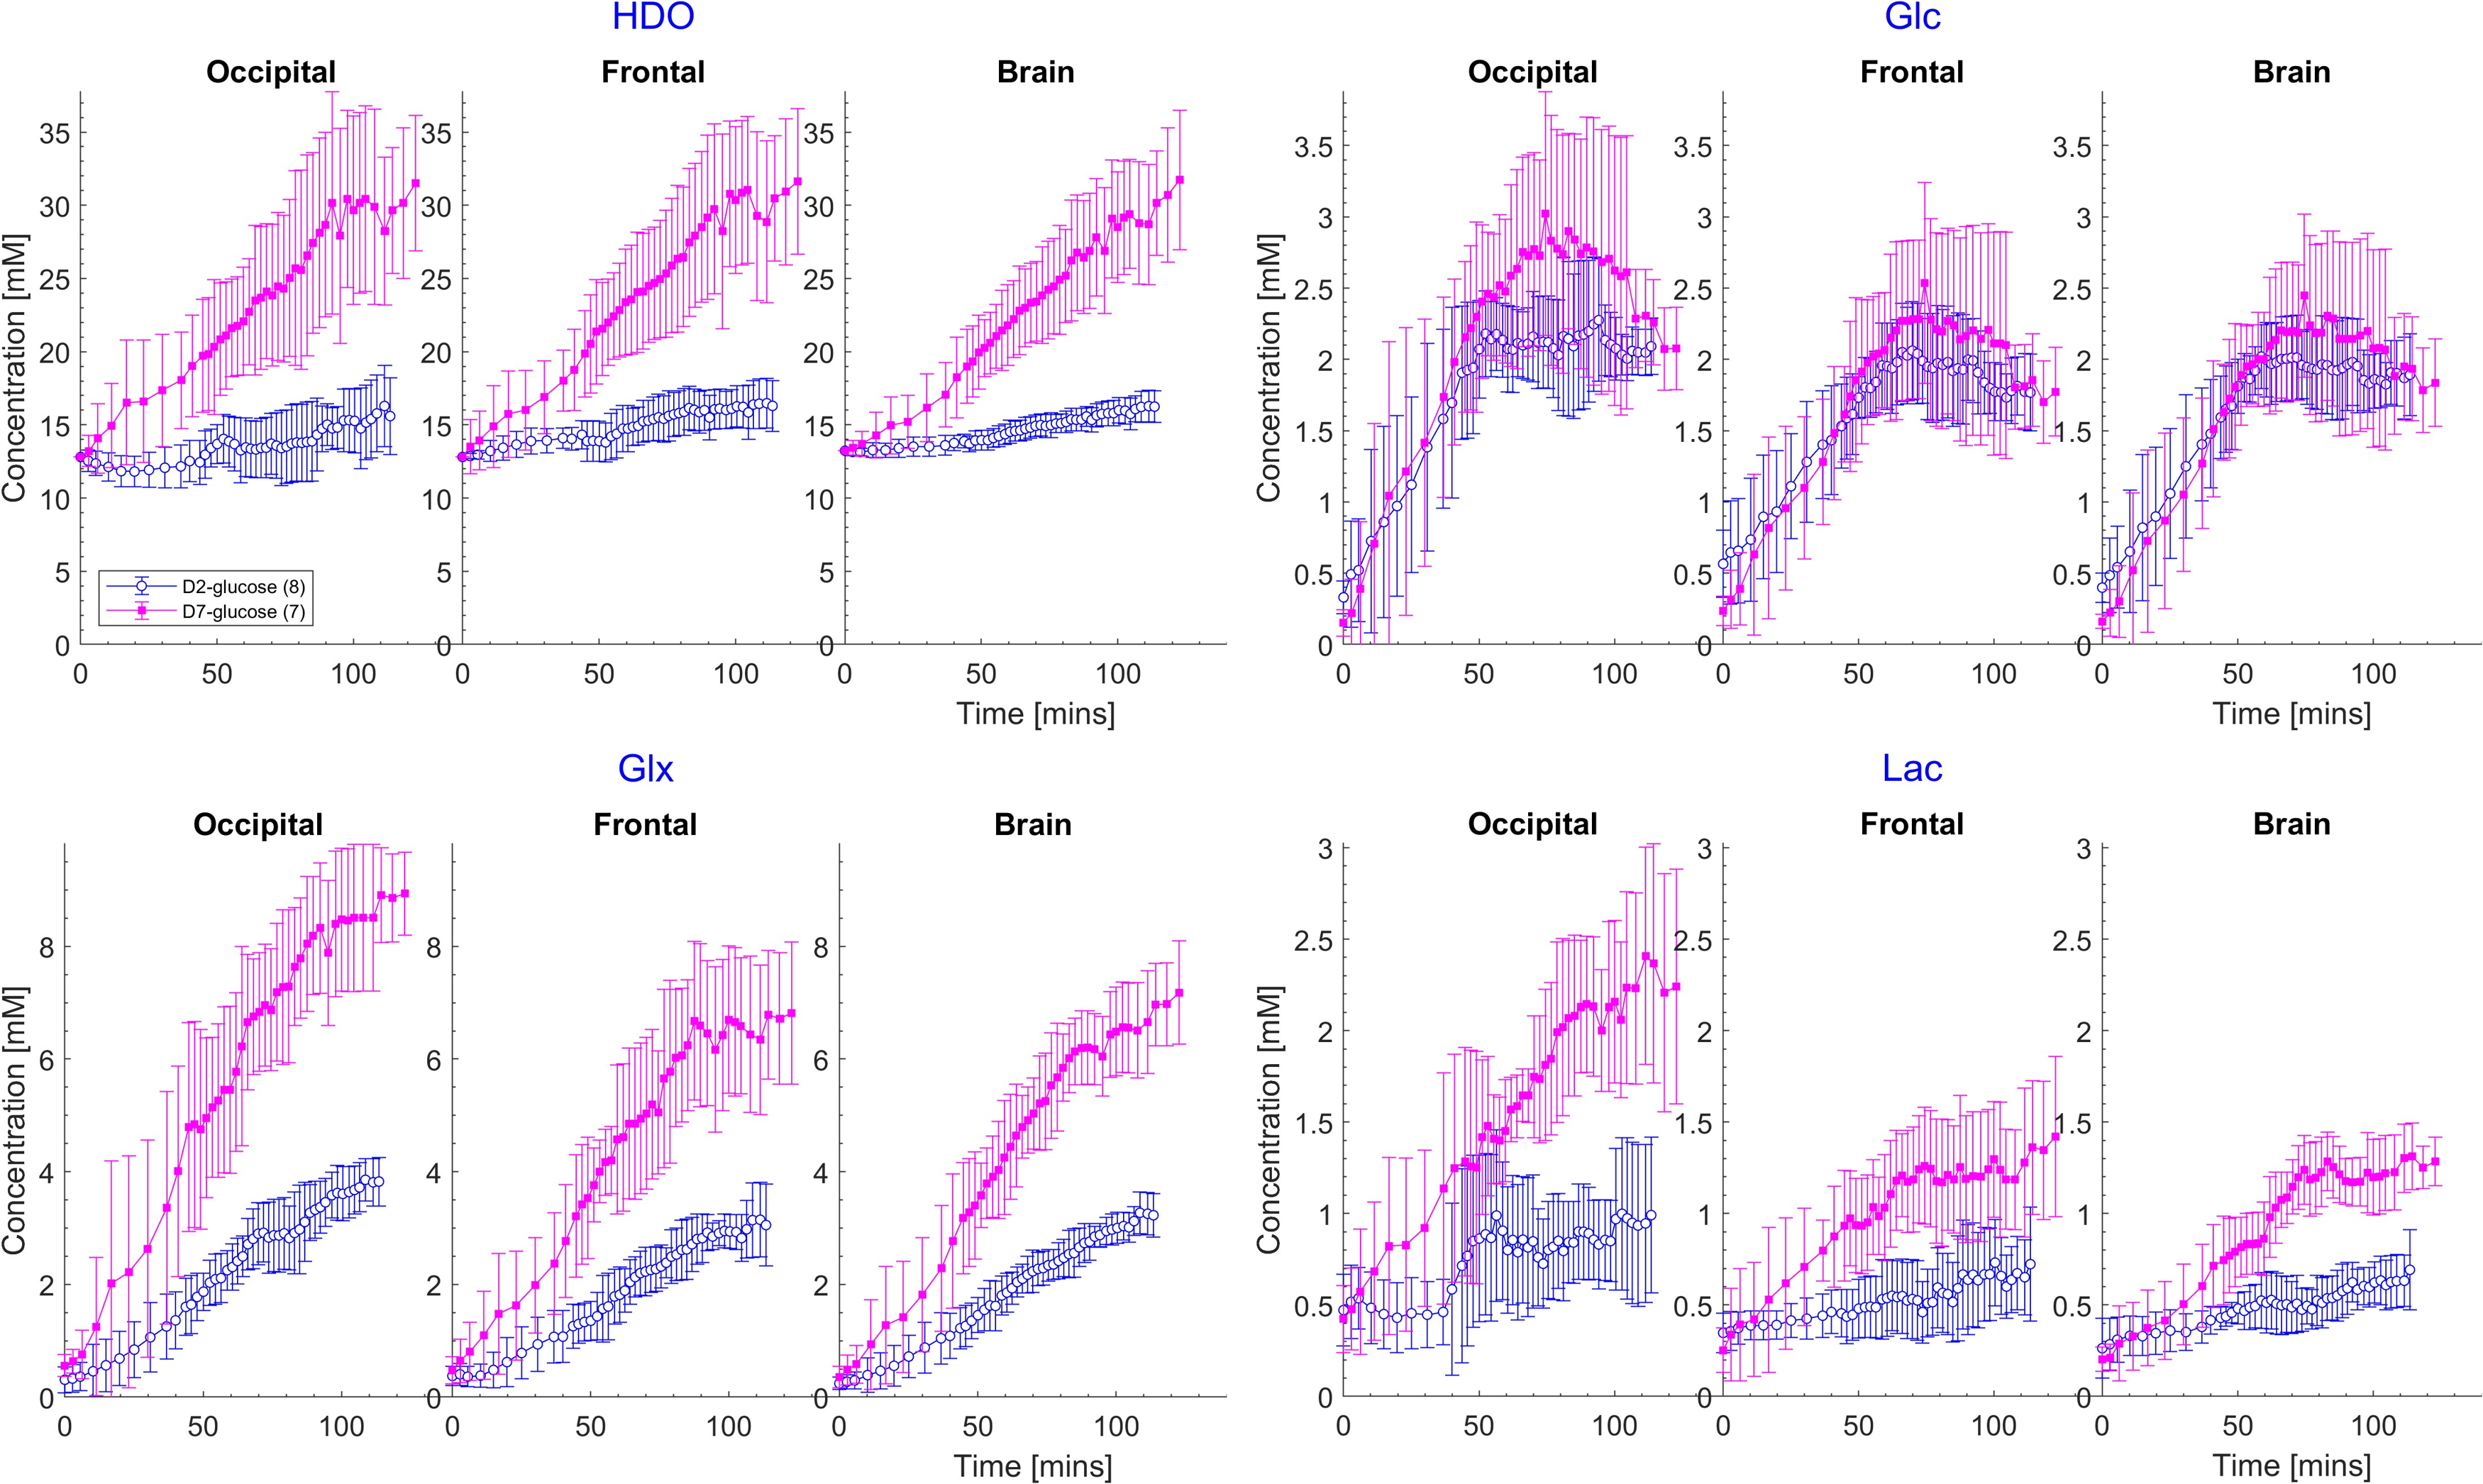 HDO
Occipital Frontal Brain
Concentration [mM]
35 35 35
30 30 30
25 25 25
20 20 20
15 15 15
10 10 10
5 5 5
0 0 0
D2-glucose (8)
D7-glucose (7)
0 50 100 0 50 100 0 50 100
Time [mins]
Glc
Occipital Frontal Brain
Concentration [mM]
3.5 3.5 3.5
3 3 3
2.5 2.5 2.5
2 2 2
1.5 1.5 1.5
1 1 1
0.5 0.5 0.5
0 0 0
0 50 100 0 50 100 0 50 100
Time [mins]
Glx
Occipital Frontal Brain
Concentration [mM]
8 8 8
6 6 6
4 4 4
2 2 2
0 0 0
0 50 100 0 50 100 0 50 100
Time [mins]
Lac
Occipital Frontal Brain
Concentration [mM]
3 3 3
2.5 2.5 2.5
2 2 2
1.5 1.5 1.5
1 1 1
0.5 0.5 0.5
0 0 0
0 50 100 0 50 100 0 50 100
Time [mins]